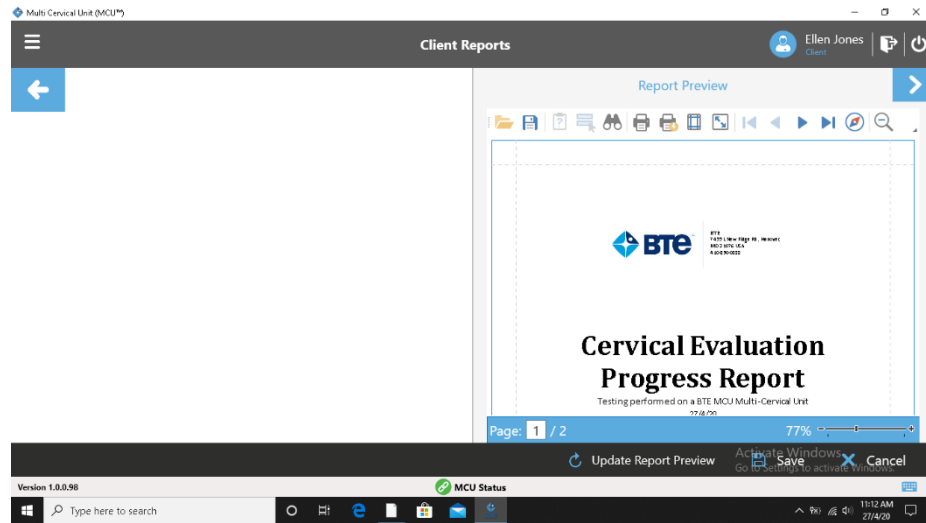 Multi Cervical Unit (MCU™)
Client Reports
Ellen Jones
Client
Report Preview
BTE
Cervical Evaluation
Progress Report
Testing performed on a BTE MCU Multi-Cervical Unit
27/4/20
Page: 1 / 2
77%
Update Report Preview
Save
Cancel
Activate Windows
Go to Settings to activate Windows.
Version 1.0.0.98
MCU Status
Type here to search
11:12 AM
27/4/20